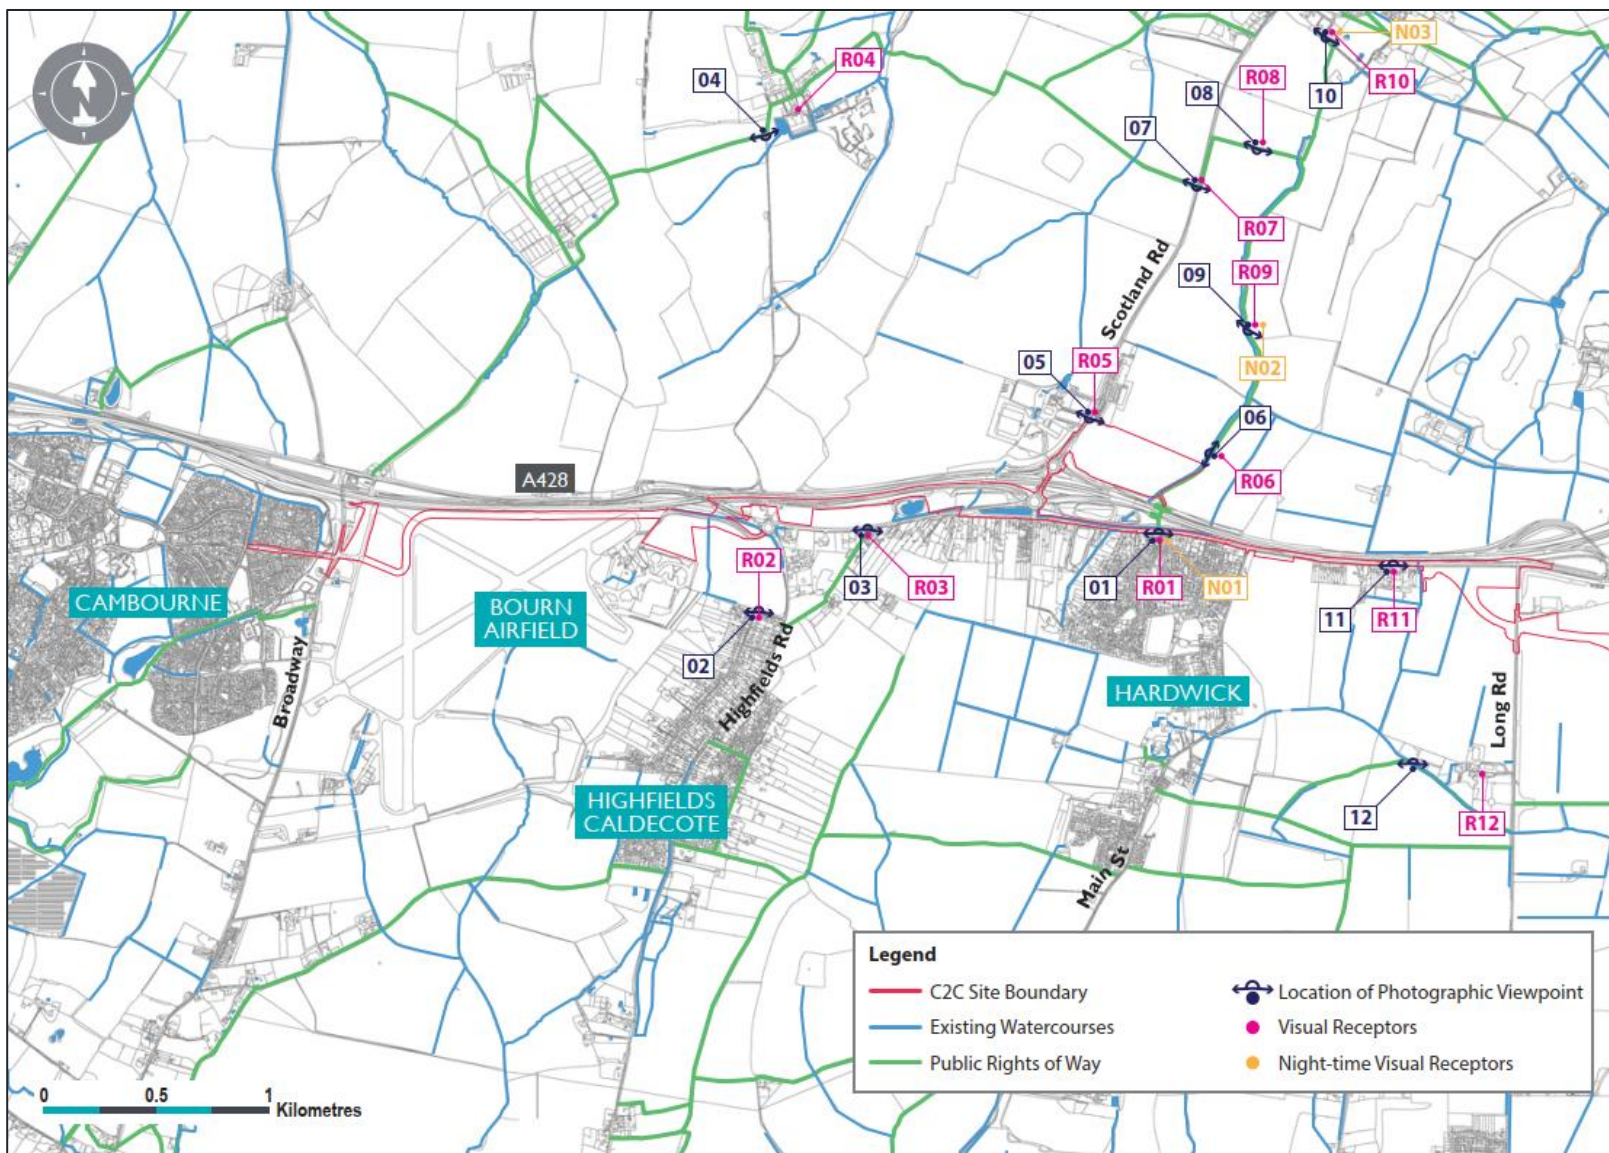 N03
R04
04
R08
08
10
R10
07
R07
N
Scotland Rd
09
R09
N02
05
R05
06
R06
A428
R02
03
R03
01
R01
N01
11
R11
CAMBOURNE
BOURN
AIRFIELD
02
Highfields Rd
Broadway
HARDWICK
Long Rd
HIGHFIELDS
CALDECOTE
12
R12
Main St
Legend
C2C Site Boundary
Existing Watercourses
Public Rights of Way
Location of Photographic Viewpoint
Visual Receptors
Night-time Visual Receptors
0 0.5 1
Kilometres